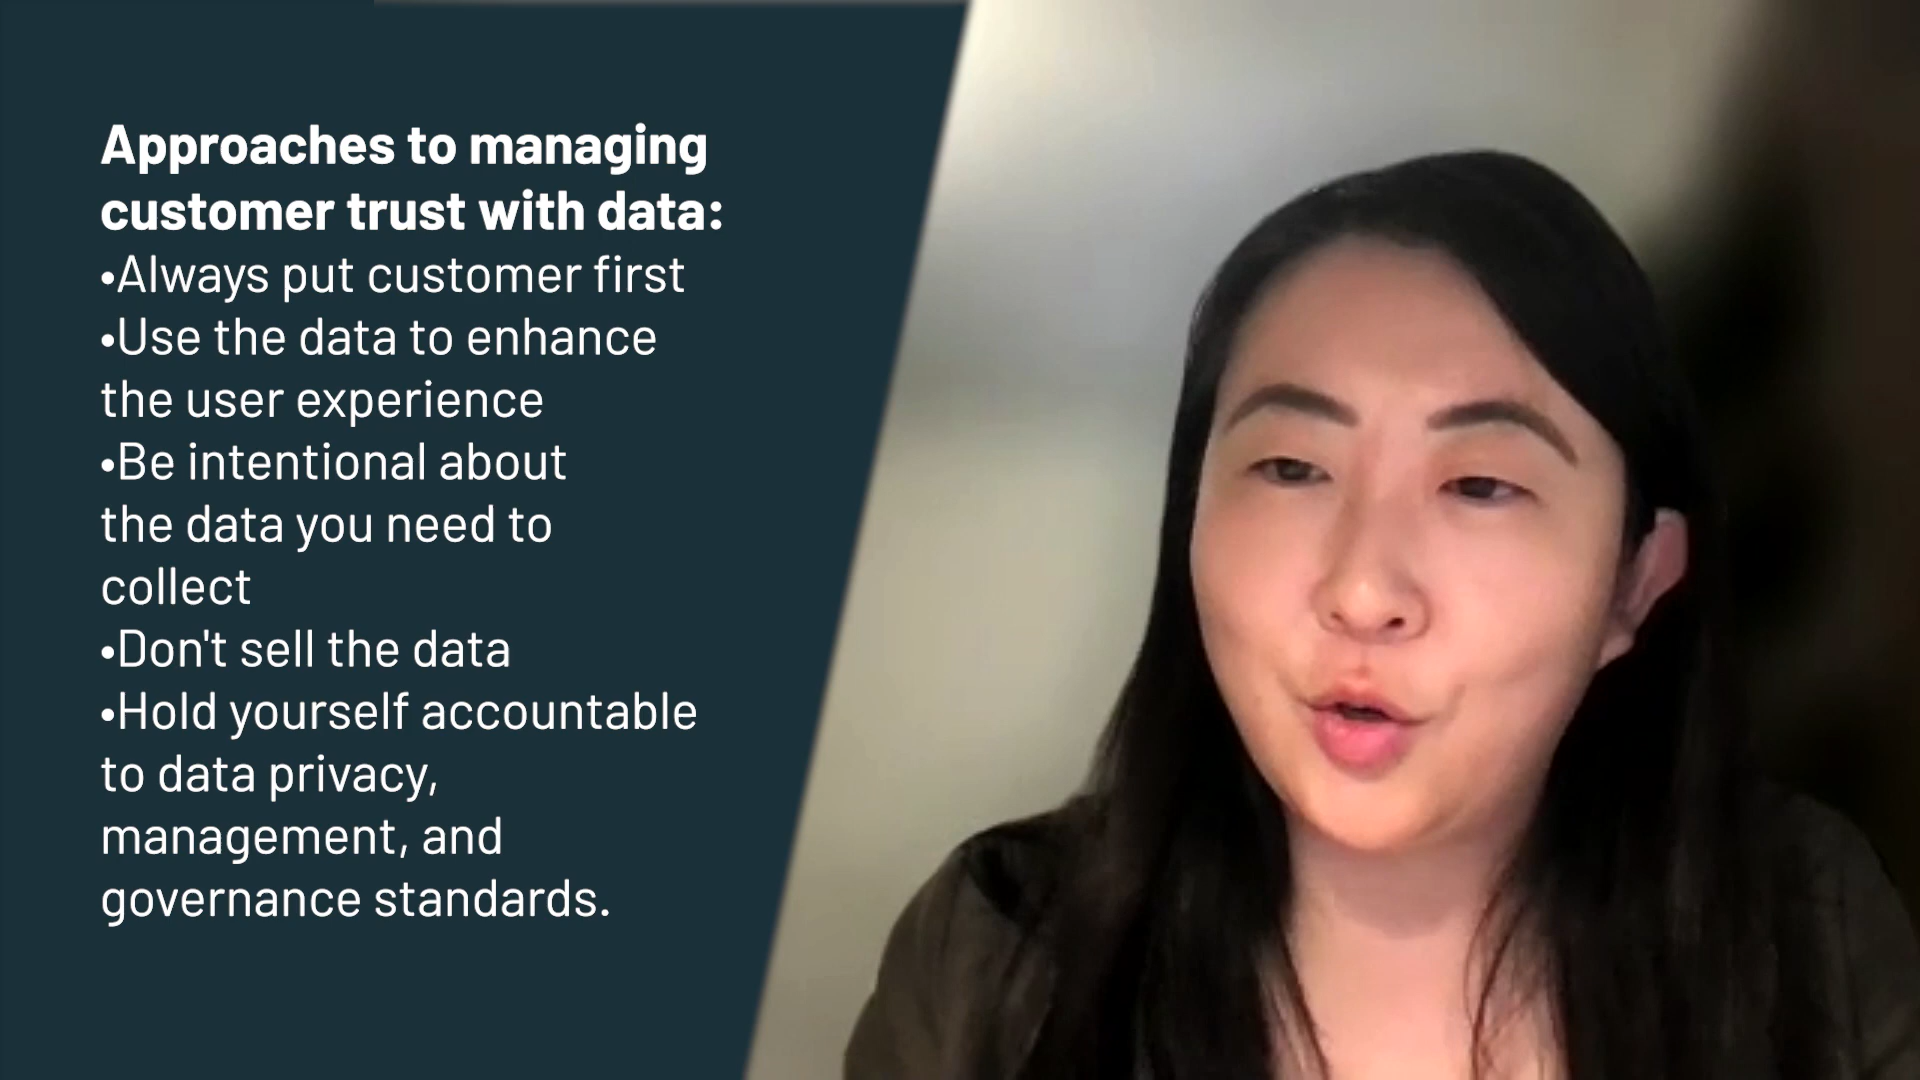 Approaches to managing
customer trust with data:
•Always put customer first
•Use the data to enhance
the user experience
•Be intentional about
the data you need to
collect
•Don't sell the data
•Hold yourself accountable
to data privacy,
management, and
governance standards.